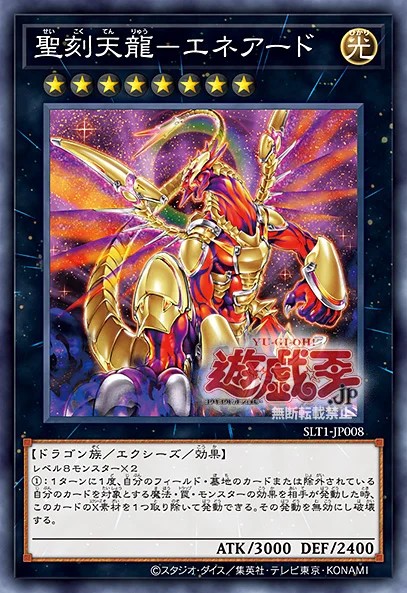 聖刻天龍－エネアード
光
YU-GI-OH!
遊戯王.jp
無断転載禁止
SLT1-JP008
【ドラゴン族／エクシーズ／効果】
レベル８モンスター×２
①：１ターンに１度、自分のフィールド・墓地のカードまたは除外されている
自分のカードを対象とする魔法・罠・モンスターの効果を相手が発動した時、
このカードのX素材を１つ取り除いて発動できる。その発動を無効にし破壊
する。
ATK/3000 DEF/2400
©スタジオ・ダイス／集英社・テレビ東京・KONAMI